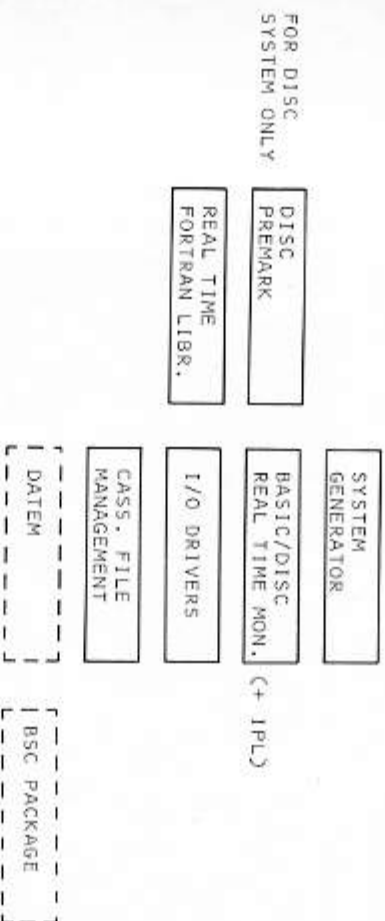 SYSTEM
GENERATOR
FOR DISC
SYSTEM ONLY
DISC
PREMARK
BASIC/DISC
REAL TIME MON.
(+ IPL)
REAL TIME
FORTRAN LIBR.
I/O DRIVERS
CASS. FILE
MANAGEMENT
DATEM
BSC PACKAGE